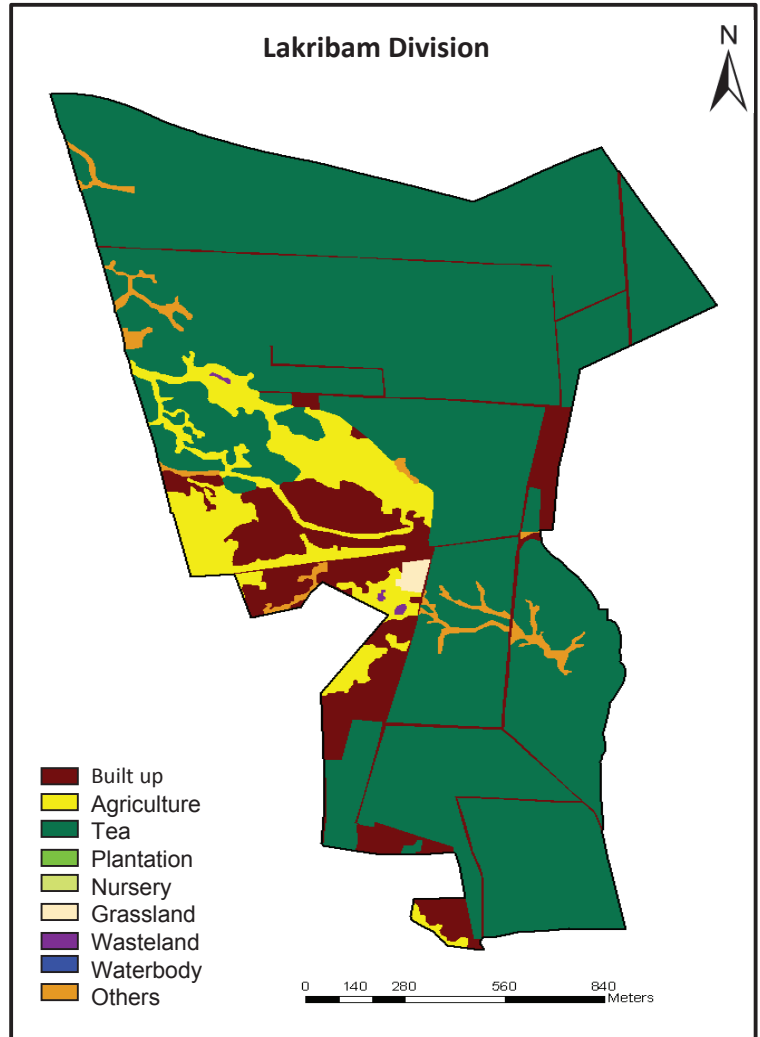 Lakribam Division
N
Built up
Agriculture
Tea
Plantation
Nursery
Grassland
Wasteland
Waterbody
Others
0 140 280 560 840
Meters